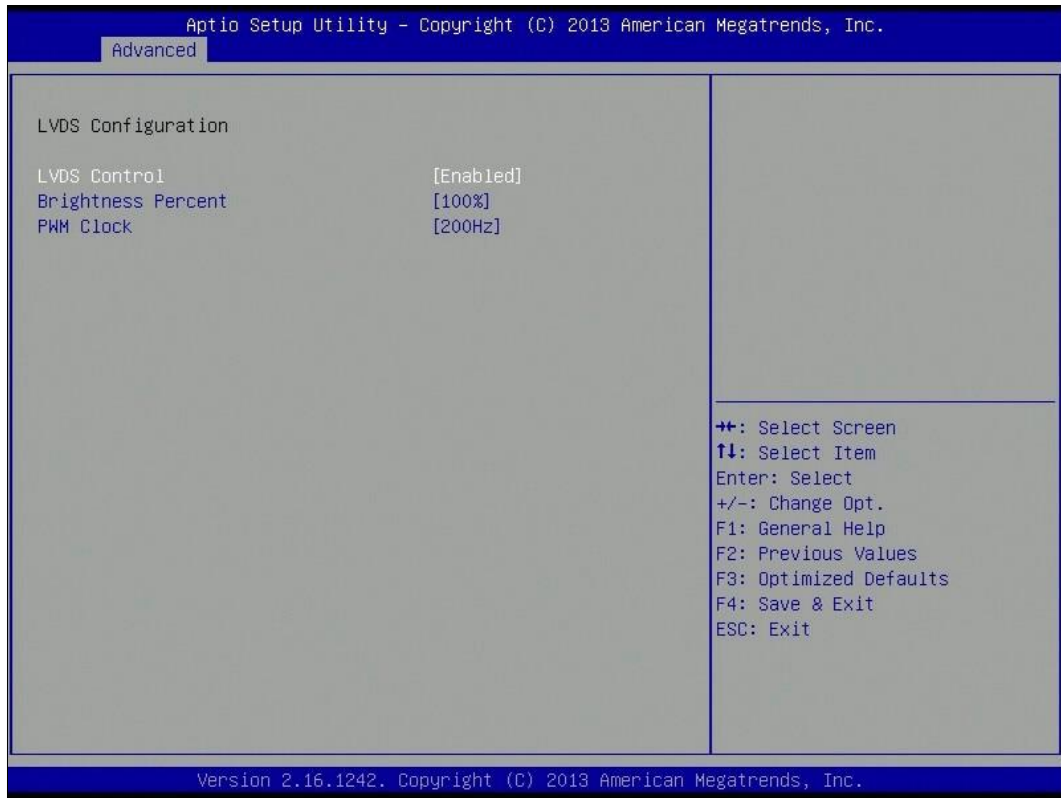 Aptio Setup Utility – Copyright (C) 2013 American Megatrends, Inc.
Advanced
LVDS Configuration
LVDS Control [Enabled]
Brightness Percent [100%]
PWM Clock [200Hz]
→←: Select Screen
↑↓: Select Item
Enter: Select
+/-: Change Opt.
F1: General Help
F2: Previous Values
F3: Optimized Defaults
F4: Save & Exit
ESC: Exit
Version 2.16.1242. Copyright (C) 2013 American Megatrends, Inc.